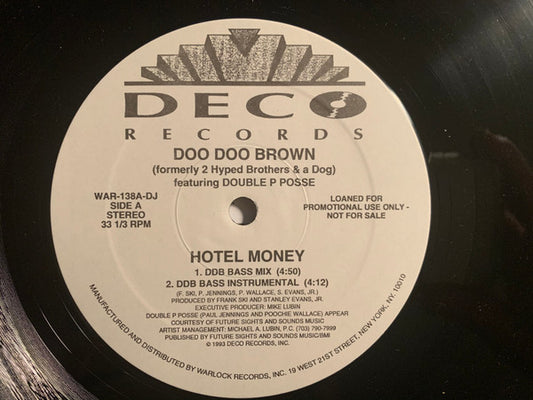 DECO
RECORDS
DOO DOO BROWN
(formerly 2 Hyped Brothers & a Dog)
featuring DOUBLE P POSSE
WAR-138A-DJ
SIDE A
STEREO
33 1/3 RPM
LOANED FOR
PROMOTIONAL USE ONLY -
NOT FOR SALE
HOTEL MONEY
1. DDB BASS MIX (4:50)
2. DDB BASS INSTRUMENTAL (4:12)
(F. SKI, P. JENNINGS, P. WALLACE, S. EVANS, JR.)
PRODUCED BY FRANK SKI AND STANLEY EVANS, JR.
EXECUTIVE PRODUCER: MIKE LUBIN
DOUBLE P POSSE (PAUL JENNINGS AND POOCHIE WALLACE) APPEAR
COURTESY OF FUTURE SIGHTS AND SOUNDS MUSIC
ARTIST MANAGEMENT: MICHAEL A. LUBIN, P.C. (703) 790-7999
PUBLISHED BY FUTURE SIGHTS AND SOUNDS MUSIC/BMI
© 1993 DECO RECORDS, INC.
MANUFACTURED AND DISTRIBUTED BY WARLOCK RECORDS, INC. 19 WEST 21ST STREET, NEW YORK, NY. 10010